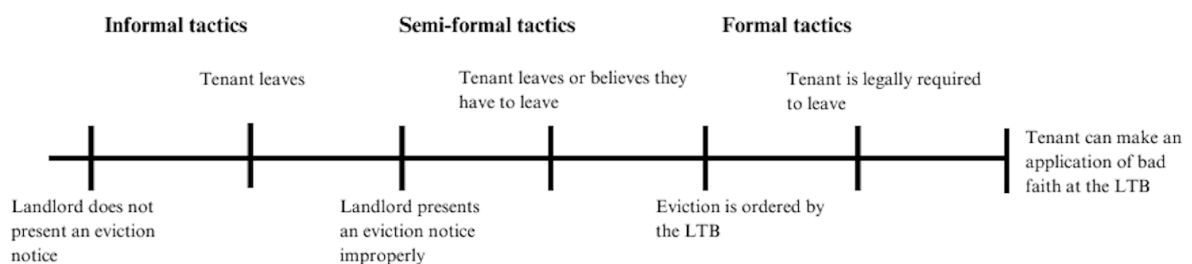 Informal tactics
Semi-formal tactics
Formal tactics
Tenant leaves
Tenant leaves or believes they
have to leave
Tenant is legally required
to leave
Tenant can make an
application of bad
faith at the LTB
Landlord does not
present an eviction
notice
Landlord presents
an eviction notice
improperly
Eviction is ordered by
the LTB